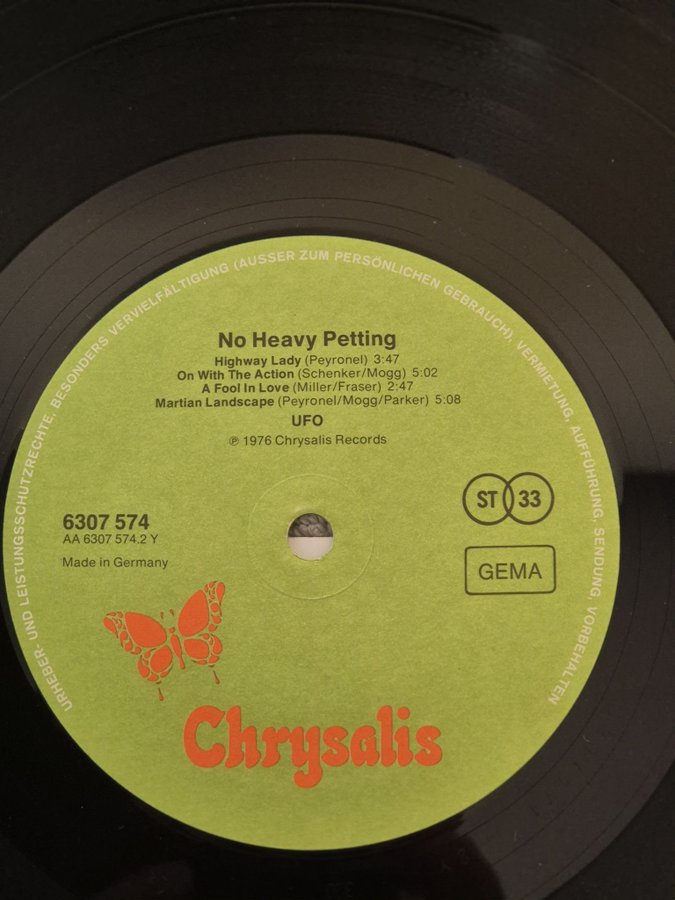 URHEBER- UND LEISTUNGSSCHUTZRECHTE, BESONDERS VERVIELFÄLTIGUNG (AUSSER ZUM PERSÖNLICHEN GEBRAUCH), VERMIETUNG, AUFFÜHRUNG, SENDUNG, VORBEHALTEN
No Heavy Petting
Highway Lady (Peyronel) 3:47
On With The Action (Schenker/Mogg) 5:02
A Fool In Love (Miller/Fraser) 2:47
Martian Landscape (Peyronel/Mogg/Parker) 5:08
UFO
℗ 1976 Chrysalis Records
6307 574
AA 6307 574.2 Y
Made in Germany
ST 33
GEMA
Chrysalis